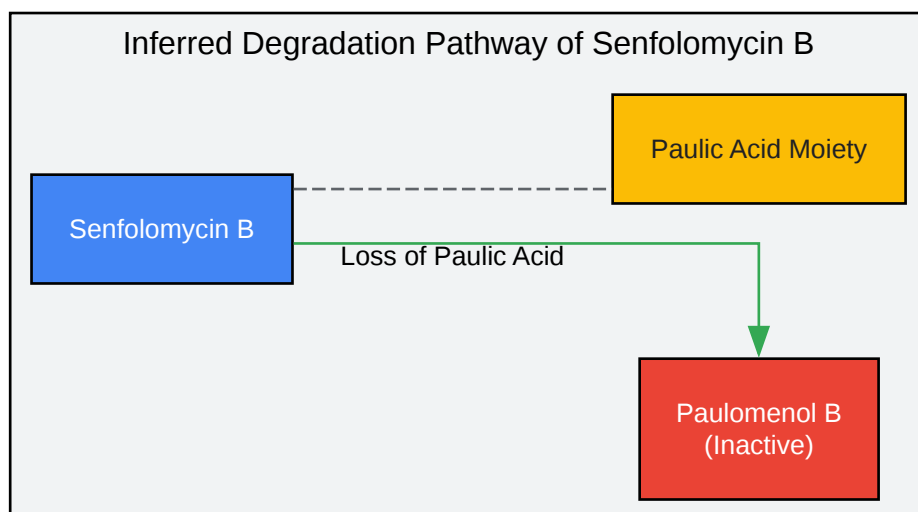 Inferred Degradation Pathway of Senfolomycin B
Paulic Acid Moiety
Senfolomycin B
Loss of Paulic Acid
Paulomenol B
(Inactive)